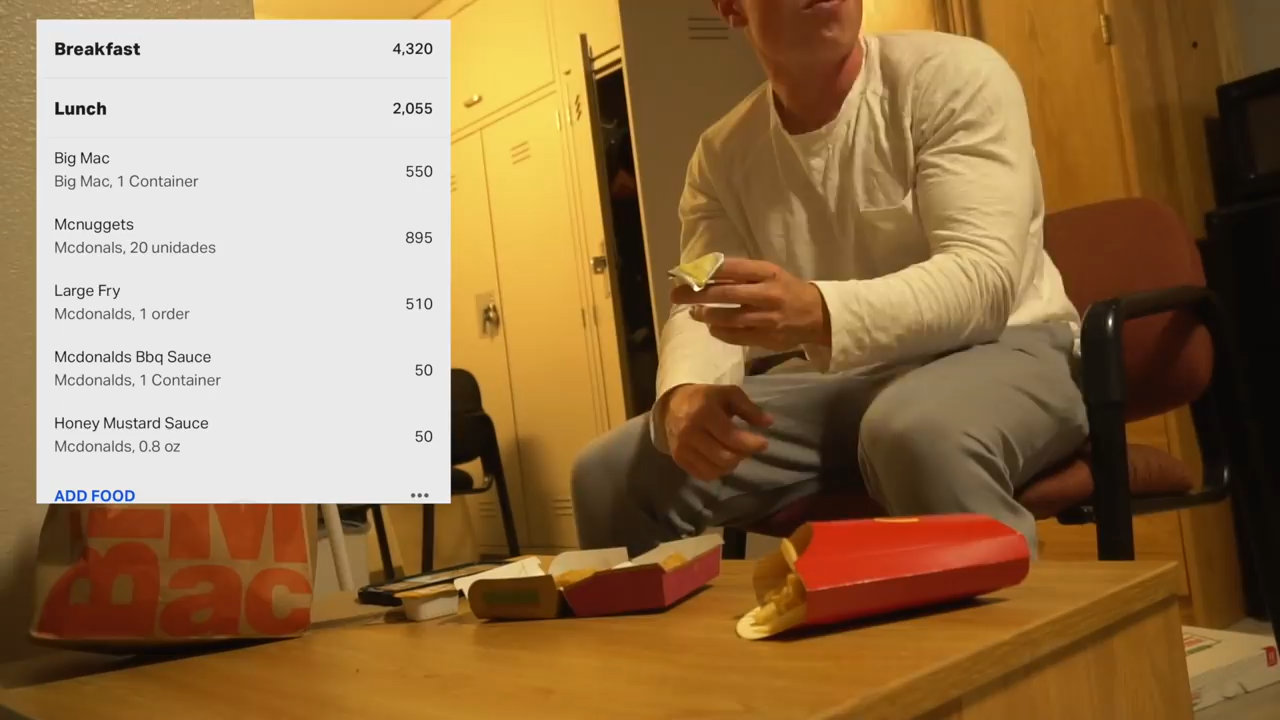 Breakfast 4,320
Lunch 2,055
Big Mac
Big Mac, 1 Container 550
Mcnuggets
Mcdonals, 20 unidades 895
Large Fry
Mcdonalds, 1 order 510
Mcdonalds Bbq Sauce
Mcdonalds, 1 Container 50
Honey Mustard Sauce
Mcdonalds, 0.8 oz 50
ADD FOOD •••
Mac